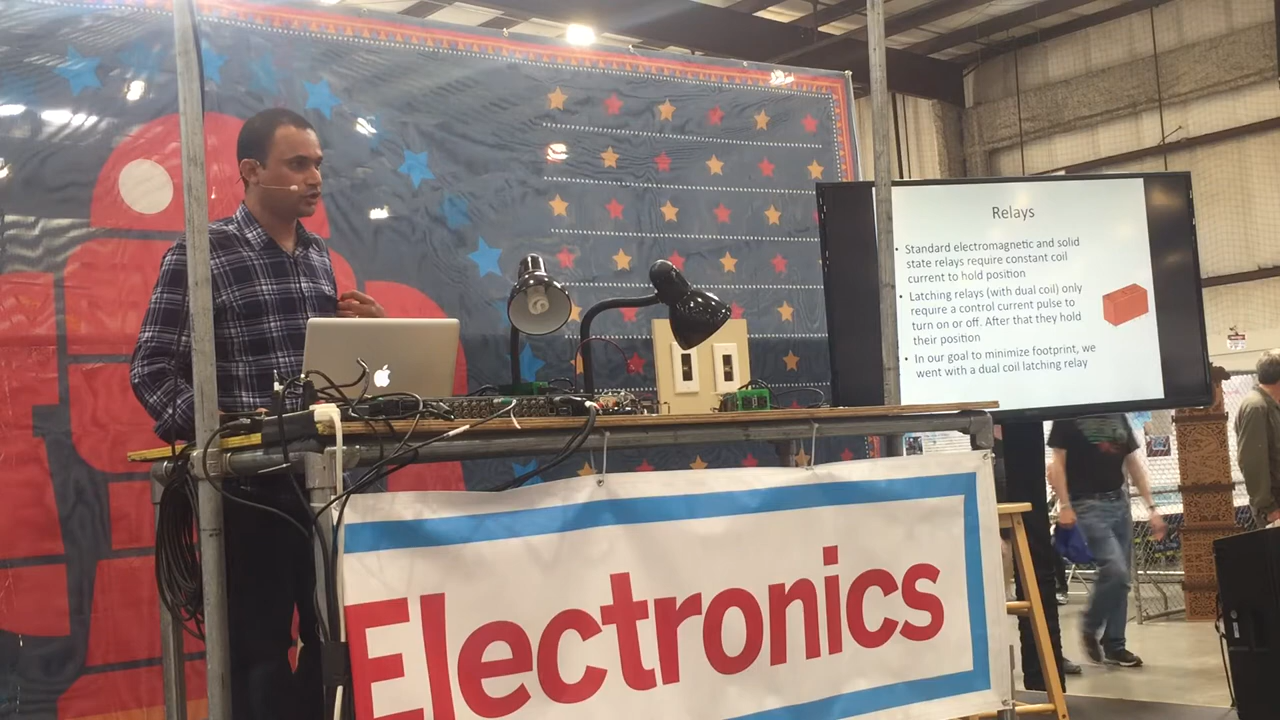 Relays
• Standard electromagnetic and solid
state relays require constant coil
current to hold position
• Latching relays (with dual coil) only
require a control current pulse to
turn on or off. After that they hold
their position
• In our goal to minimize footprint, we
went with a dual coil latching relay
Electronics